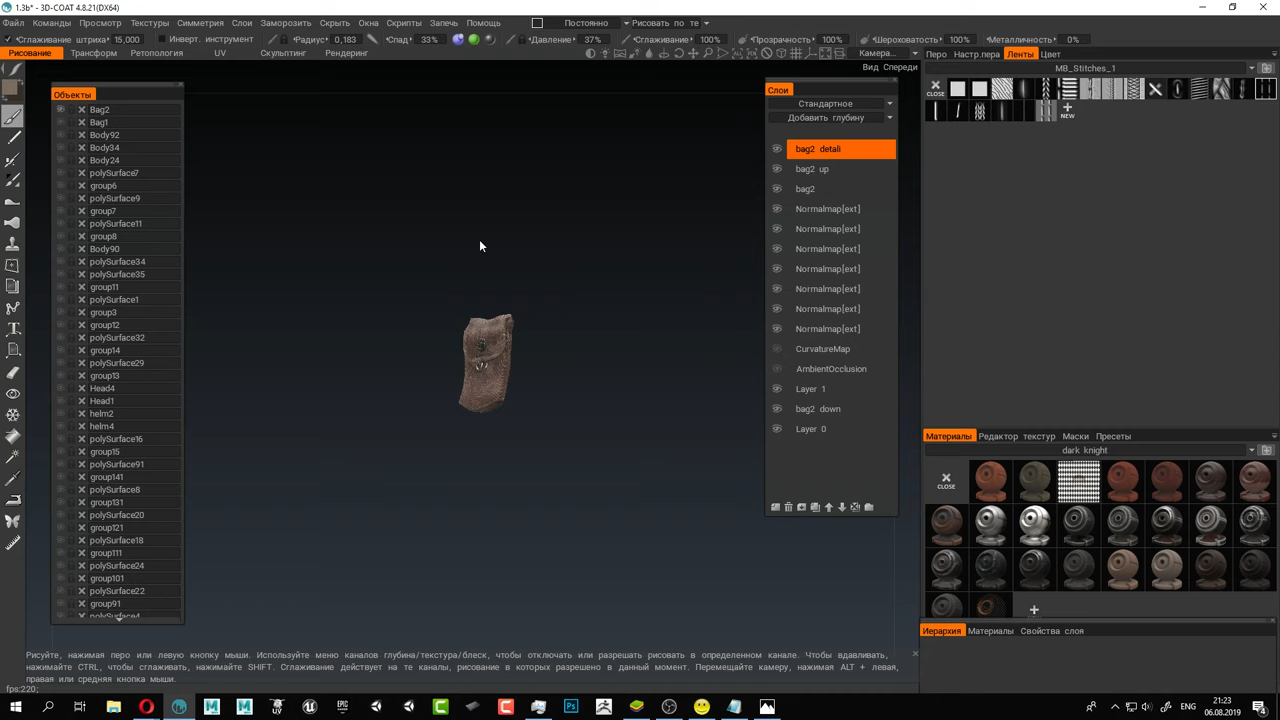 1.3b* - 3D-COAT 4.8.21(DX64)
Файл Команды Просмотр Текстуры Симметрия Слои Заморозить Скрыть Окна Скрипты Запечь Помощь Постоянно Рисовать по те
Сглаживание штриха 15,000 Инверт. инструмент Радиус 0,183 Спад 33% Давление 37% Сглаживание 100% Прозрачность 100% Шероховатость 100% Металличность 0%
Рисование Трансформ Ретопология UV Скульптинг Рендеринг Камера... Перо Настр.пера Ленты Цвет
Вид Спереди
MB_Stitches_1
CLOSE
NEW
Объекты
Bag2
Bag1
Body92
Body34
Body24
polySurface7
group6
polySurface9
group7
polySurface11
group8
Body90
polySurface34
polySurface35
group11
polySurface1
group3
group12
polySurface32
group14
polySurface29
group13
Head4
Head1
helm2
helm4
polySurface16
group15
polySurface91
group141
polySurface8
group131
polySurface20
group121
polySurface18
group111
polySurface24
group101
polySurface22
group91
polySurface4
Слои
Стандартное
Добавить глубину
bag2 detali
bag2 up
bag2
Normalmap[ext]
Normalmap[ext]
Normalmap[ext]
Normalmap[ext]
Normalmap[ext]
Normalmap[ext]
Normalmap[ext]
CurvatureMap
AmbientOcclusion
Layer 1
bag2 down
Layer 0
Материалы Редактор текстур Маски Пресеты
dark knight
CLOSE
Иерархия Материалы Свойства слоя
Рисуйте, нажимая перо или левую кнопку мыши. Используйте меню каналов глубина/текстура/блеск, чтобы отключить или разрешать рисовать в определенном канале. Чтобы вдавливать,
нажимайте CTRL, чтобы сглаживать, нажимайте SHIFT. Сглаживание действует на те каналы, рисование в которых разрешено в данный момент. Перемещайте камеру, нажимая ALT + левая,
правая или средняя кнопка мыши.
fps:220;
21:23
06.08.2019